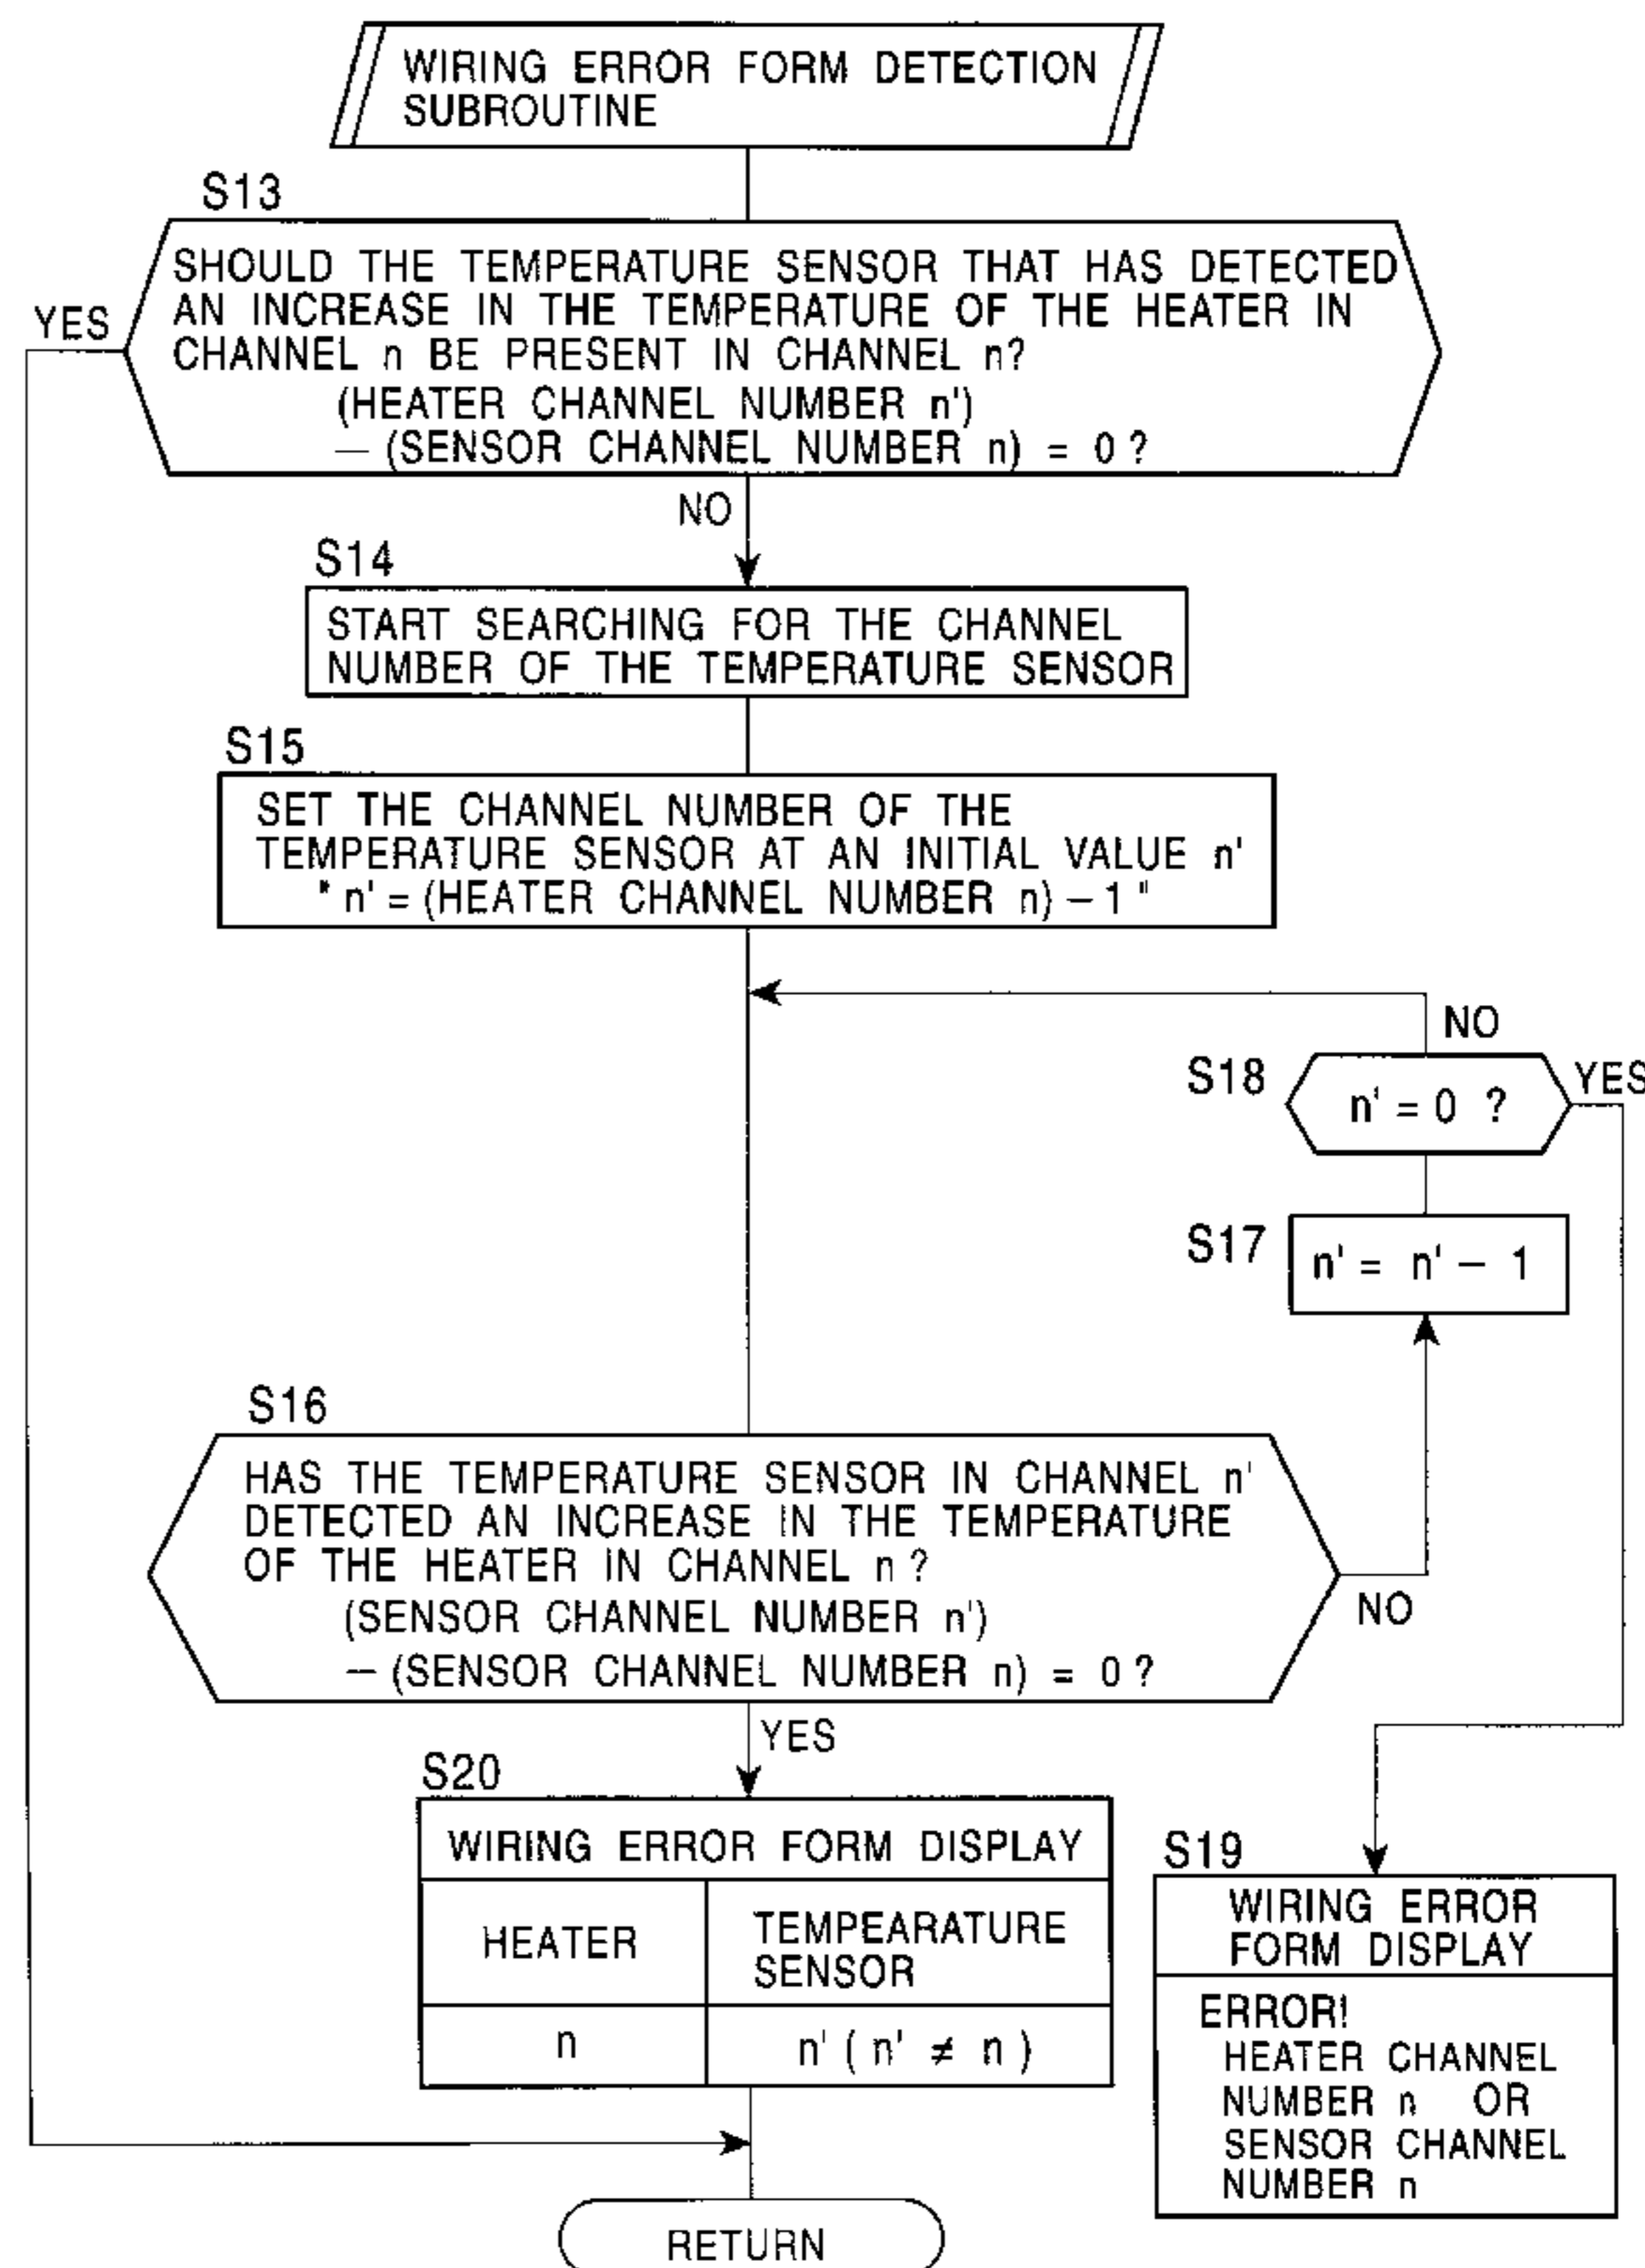 WIRING ERROR FORM DETECTION
SUBROUTINE
S13
SHOULD THE TEMPERATURE SENSOR THAT HAS DETECTED
AN INCREASE IN THE TEMPERATURE OF THE HEATER IN
CHANNEL n BE PRESENT IN CHANNEL n?
(HEATER CHANNEL NUMBER n')
— (SENSOR CHANNEL NUMBER n) = 0 ?
YES
NO
S14
START SEARCHING FOR THE CHANNEL
NUMBER OF THE TEMPERATURE SENSOR
S15
SET THE CHANNEL NUMBER OF THE
TEMPERATURE SENSOR AT AN INITIAL VALUE n'
" n' = (HEATER CHANNEL NUMBER n) — 1 "
NO
S18
n' = 0 ?
YES
S17
n' = n' — 1
S16
HAS THE TEMPERATURE SENSOR IN CHANNEL n'
DETECTED AN INCREASE IN THE TEMPERATURE
OF THE HEATER IN CHANNEL n ?
(SENSOR CHANNEL NUMBER n')
— (SENSOR CHANNEL NUMBER n) = 0 ?
NO
YES
S20
WIRING ERROR FORM DISPLAY
HEATER
TEMPEARATURE
SENSOR
n
n' ( n' ≠ n )
S19
WIRING ERROR
FORM DISPLAY
ERROR!
HEATER CHANNEL
NUMBER n OR
SENSOR CHANNEL
NUMBER n
RETURN